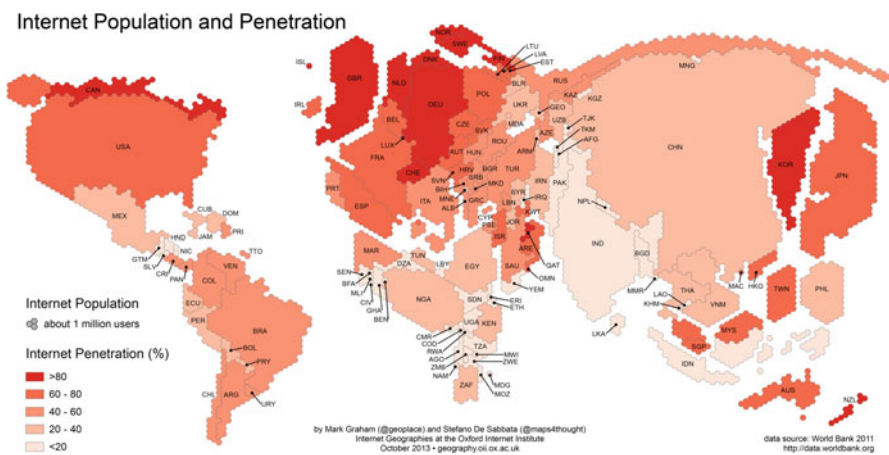 Internet Population and Penetration
CAN
USA
MEX
CUB
DOM
HND
JAM
PRI
GTM
NIC
SLV
TTO
CRI
PAN
VEN
COL
ECU
PER
BRA
BOL
PRY
CHL
ARG
URY
ISL
NOR
SWE
FIN
LTU
LVA
EST
DNK
GBR
NLD
IRL
DEU
POL
BLR
RUS
MNG
KAZ
KGZ
UKR
GEO
BEL
CZE
MDA
UZB
TJK
TKM
AFG
SVK
LUX
AUT
HUN
ROU
ARM
AZE
FRA
CHE
SVN
HRV
BGR
TUR
BIH
SRB
MKD
MNE
ALB
GRC
PRT
ESP
ITA
SYR
IRN
PAK
IRQ
LBN
CYP
JOR
KWT
ISR
CHN
KOR
JPN
NPL
IND
BGD
MAR
TUN
DZA
LBY
EGY
ARE
QAT
SAU
OMN
YEM
SEN
BFA
MLI
CIV
GHA
BEN
NGA
SDN
ERI
ETH
UGA
KEN
CMR
COD
RWA
AGO
ZMB
NAM
TZA
MWI
ZWE
MDG
MOZ
ZAF
MMR
LAO
KHM
THA
VNM
MAC
HKG
TWN
PHL
LKA
SGP
MYS
IDN
AUS
NZL
Internet Population
about 1 million users
Internet Penetration (%)
>80
60 - 80
40 - 60
20 - 40
<20
by Mark Graham (@geoplace) and Stefano De Sabbata (@maps4thought)
Internet Geographies at the Oxford Internet Institute
October 2013 • geography.oii.ox.ac.uk
data source: World Bank 2011
http://data.worldbank.org